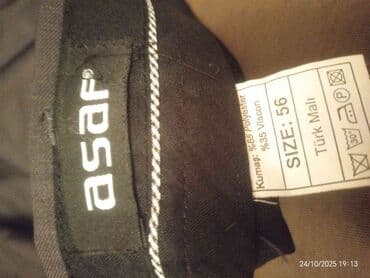 asaf®
Kumaş: %65 Polyester
%35 Viscon
SIZE: 56
Türk Malı
30°
P
24/10/2025 19:13